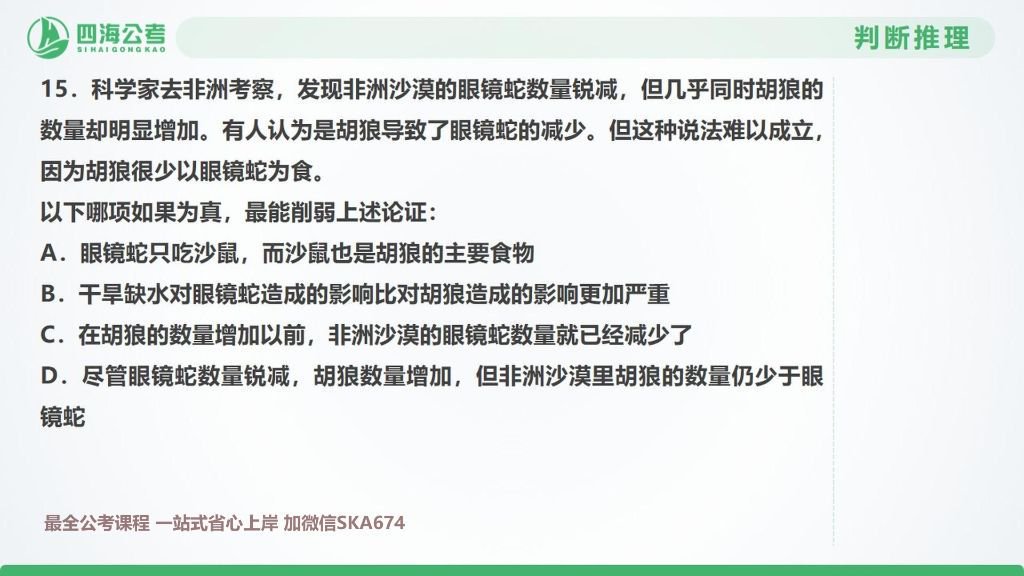 四海公考
SIHAIGONGKAO
判断推理
15．科学家去非洲考察，发现非洲沙漠的眼镜蛇数量锐减，但几乎同时胡狼的
数量却明显增加。有人认为是胡狼导致了眼镜蛇的减少。但这种说法难以成立，
因为胡狼很少以眼镜蛇为食。
以下哪项如果为真，最能削弱上述论证：
A．眼镜蛇只吃沙鼠，而沙鼠也是胡狼的主要食物
B．干旱缺水对眼镜蛇造成的影响比对胡狼造成的影响更加严重
C．在胡狼的数量增加以前，非洲沙漠的眼镜蛇数量就已经减少了
D．尽管眼镜蛇数量锐减，胡狼数量增加，但非洲沙漠里胡狼的数量仍少于眼
镜蛇
最全公考课程 一站式省心上岸 加微信SKA674